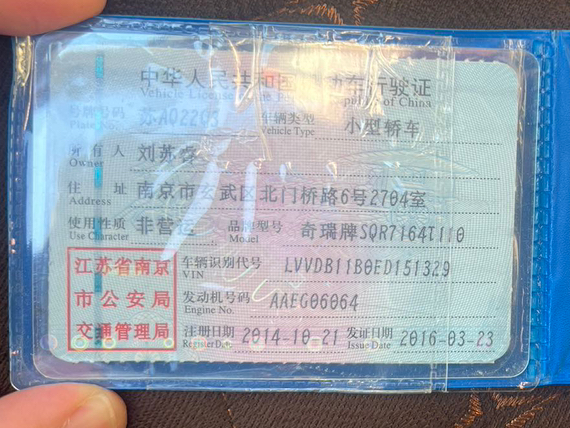 中华人民共和国机动车行驶证
Vehicle License of the People's Republic of China
号牌号码 苏A02203 车辆类型 小型轿车
Plate No. Vehicle Type
所有人 刘苏
Owner
住 址 南京市玄武区北门桥路6号2704室
Address
使用性质 非营运 品牌型号 奇瑞牌SQR7164T110
Use Character Model
江苏省南京
市公安局
交通管理局
车辆识别代号 LVVDB11B0ED151329
VIN
发动机号码 AAEG06064
Engine No.
注册日期 2014-10-21 发证日期 2016-03-23
Register Date Issue Date